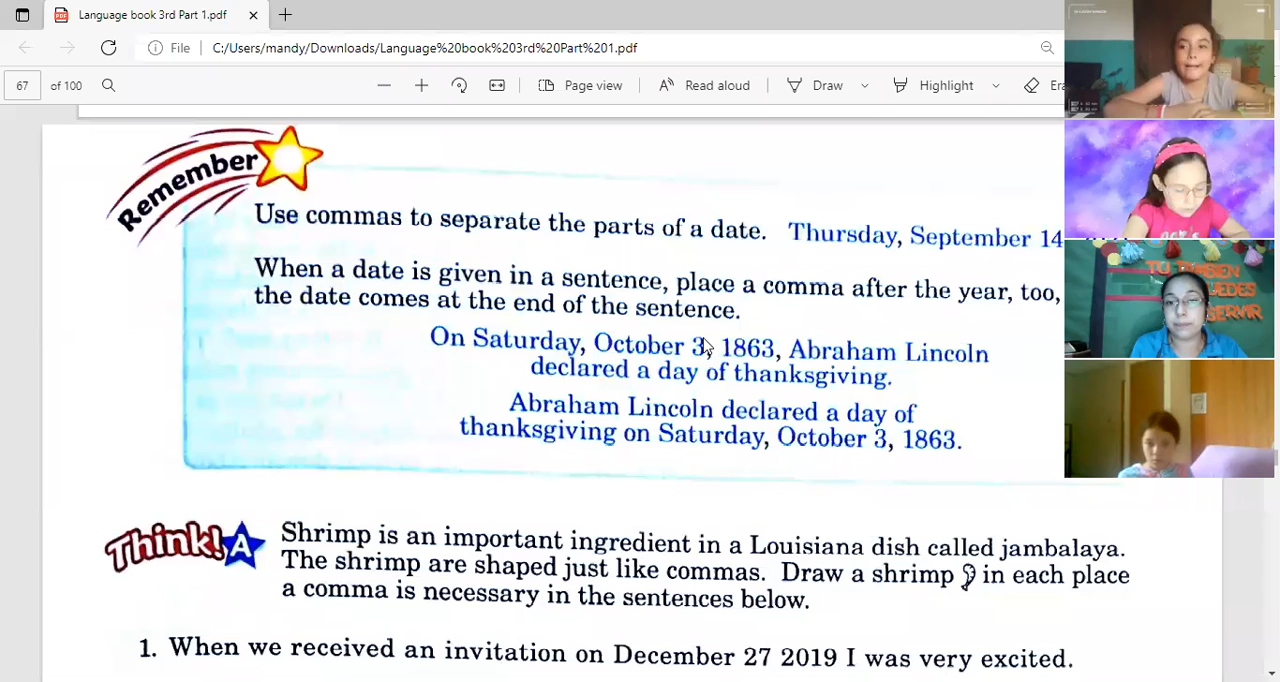 Language book 3rd Part 1.pdf
File C:/Users/mandy/Downloads/Language%20book%203rd%20Part%201.pdf
67 of 100 Page view Read aloud Draw Highlight
Remember
Use commas to separate the parts of a date. Thursday, September 14
When a date is given in a sentence, place a comma after the year, too,
the date comes at the end of the sentence.
On Saturday, October 3, 1863, Abraham Lincoln
declared a day of thanksgiving.
Abraham Lincoln declared a day of
thanksgiving on Saturday, October 3, 1863.
Think! A
Shrimp is an important ingredient in a Louisiana dish called jambalaya.
The shrimp are shaped just like commas. Draw a shrimp in each place
a comma is necessary in the sentences below.
1. When we received an invitation on December 27 2019 I was very excited.
TU TAMBIEN